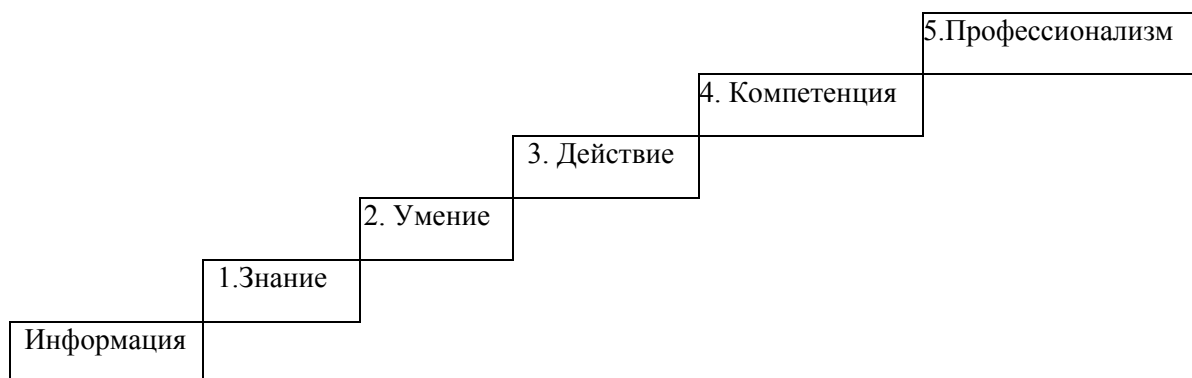 5.Профессионализм
4. Компетенция
3. Действие
2. Умение
1.Знание
Информация